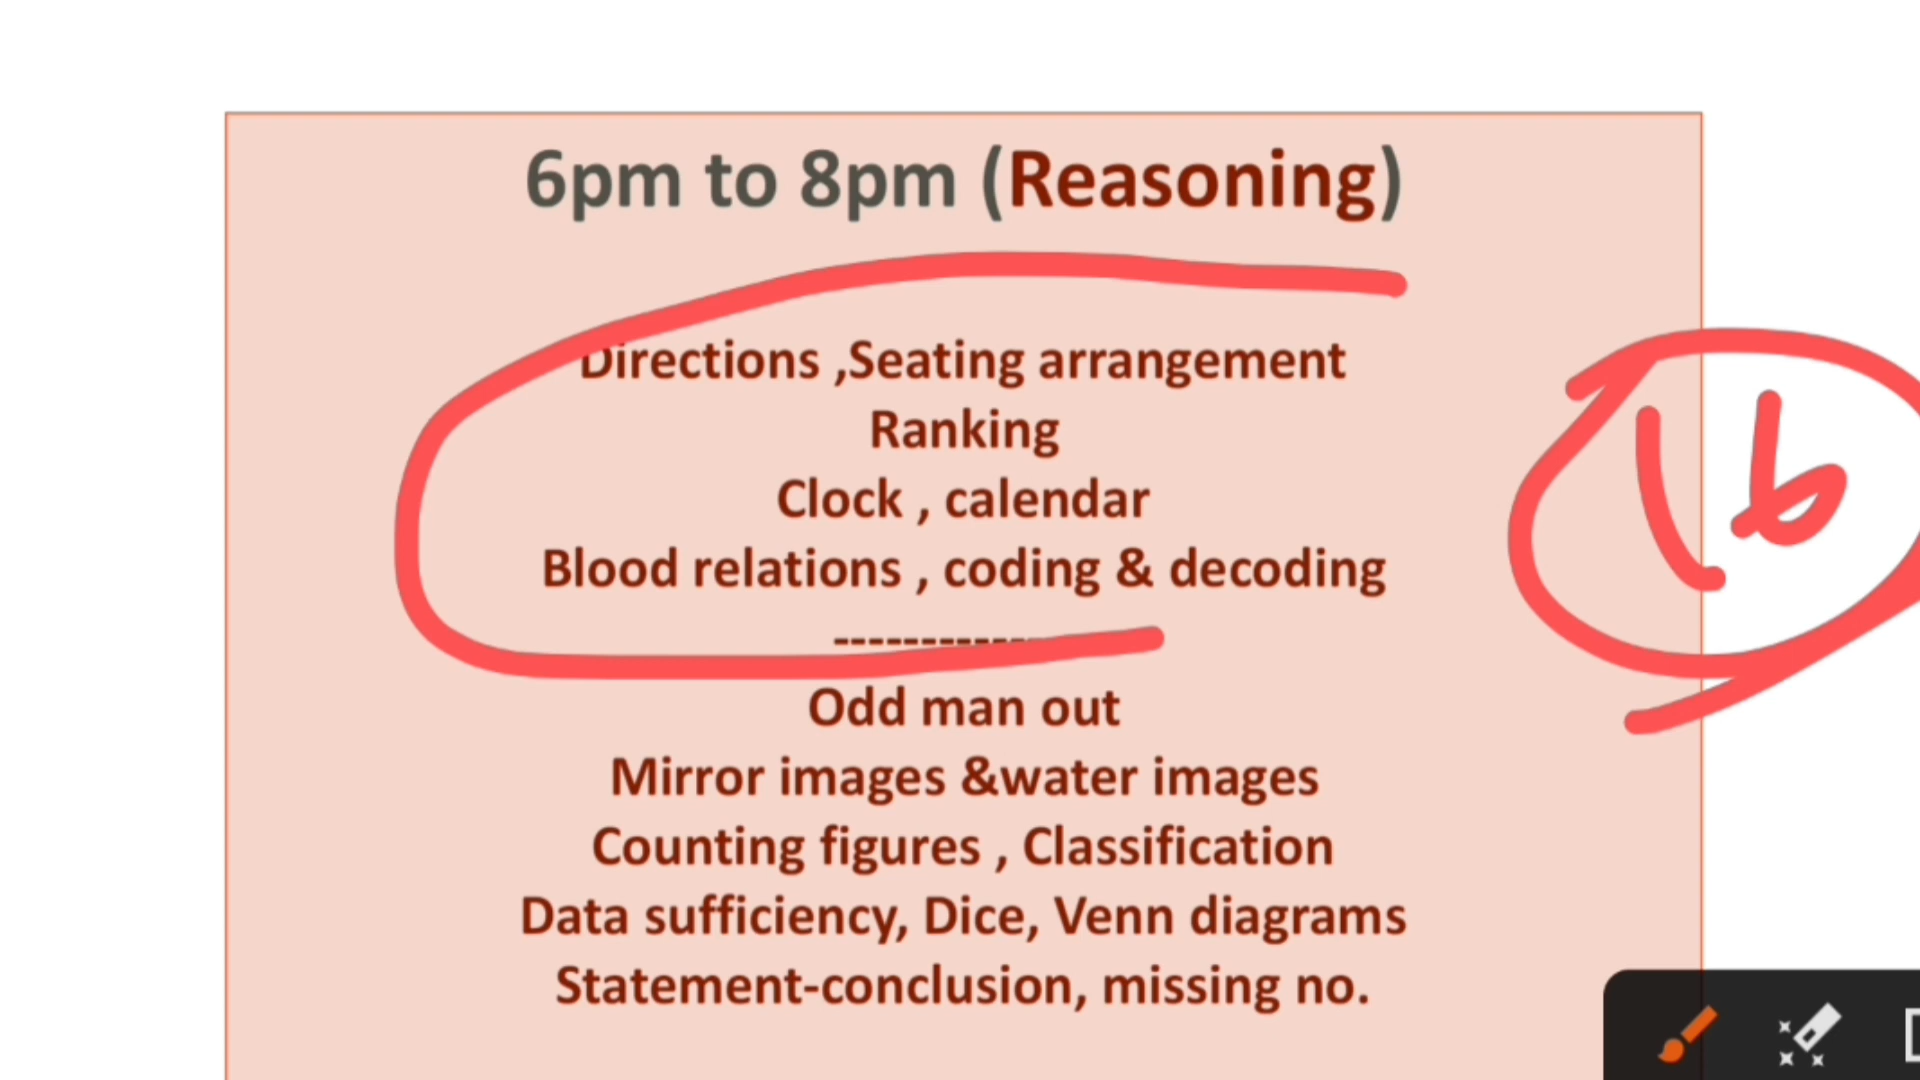 6pm to 8pm (Reasoning)
Directions ,Seating arrangement
Ranking
Clock , calendar
Blood relations , coding & decoding
------------
Odd man out
Mirror images &water images
Counting figures , Classification
Data sufficiency, Dice, Venn diagrams
Statement-conclusion, missing no.
16